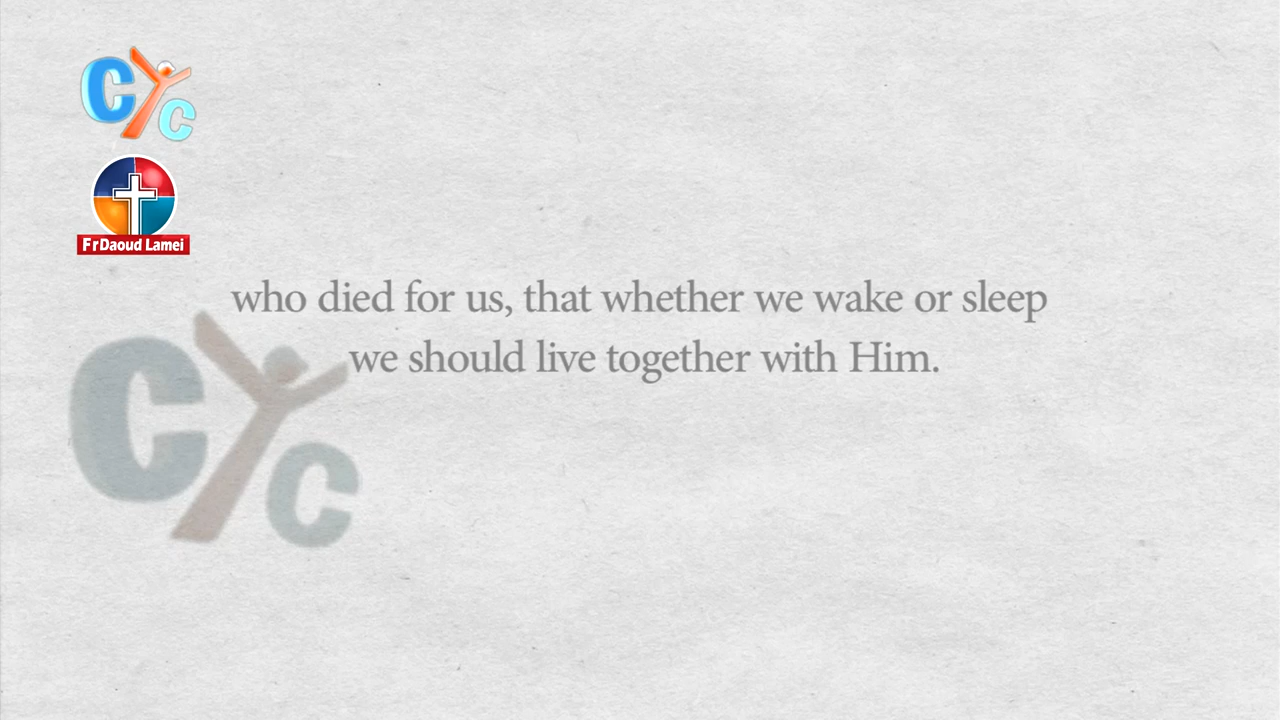 CYC
Fr Daoud Lamei
who died for us, that whether we wake or sleep
we should live together with Him.
CYC